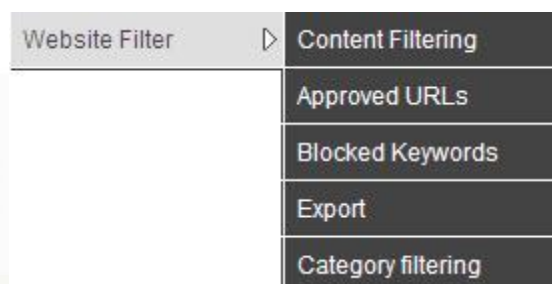 Website Filter
Content Filtering
Approved URLs
Blocked Keywords
Export
Category filtering